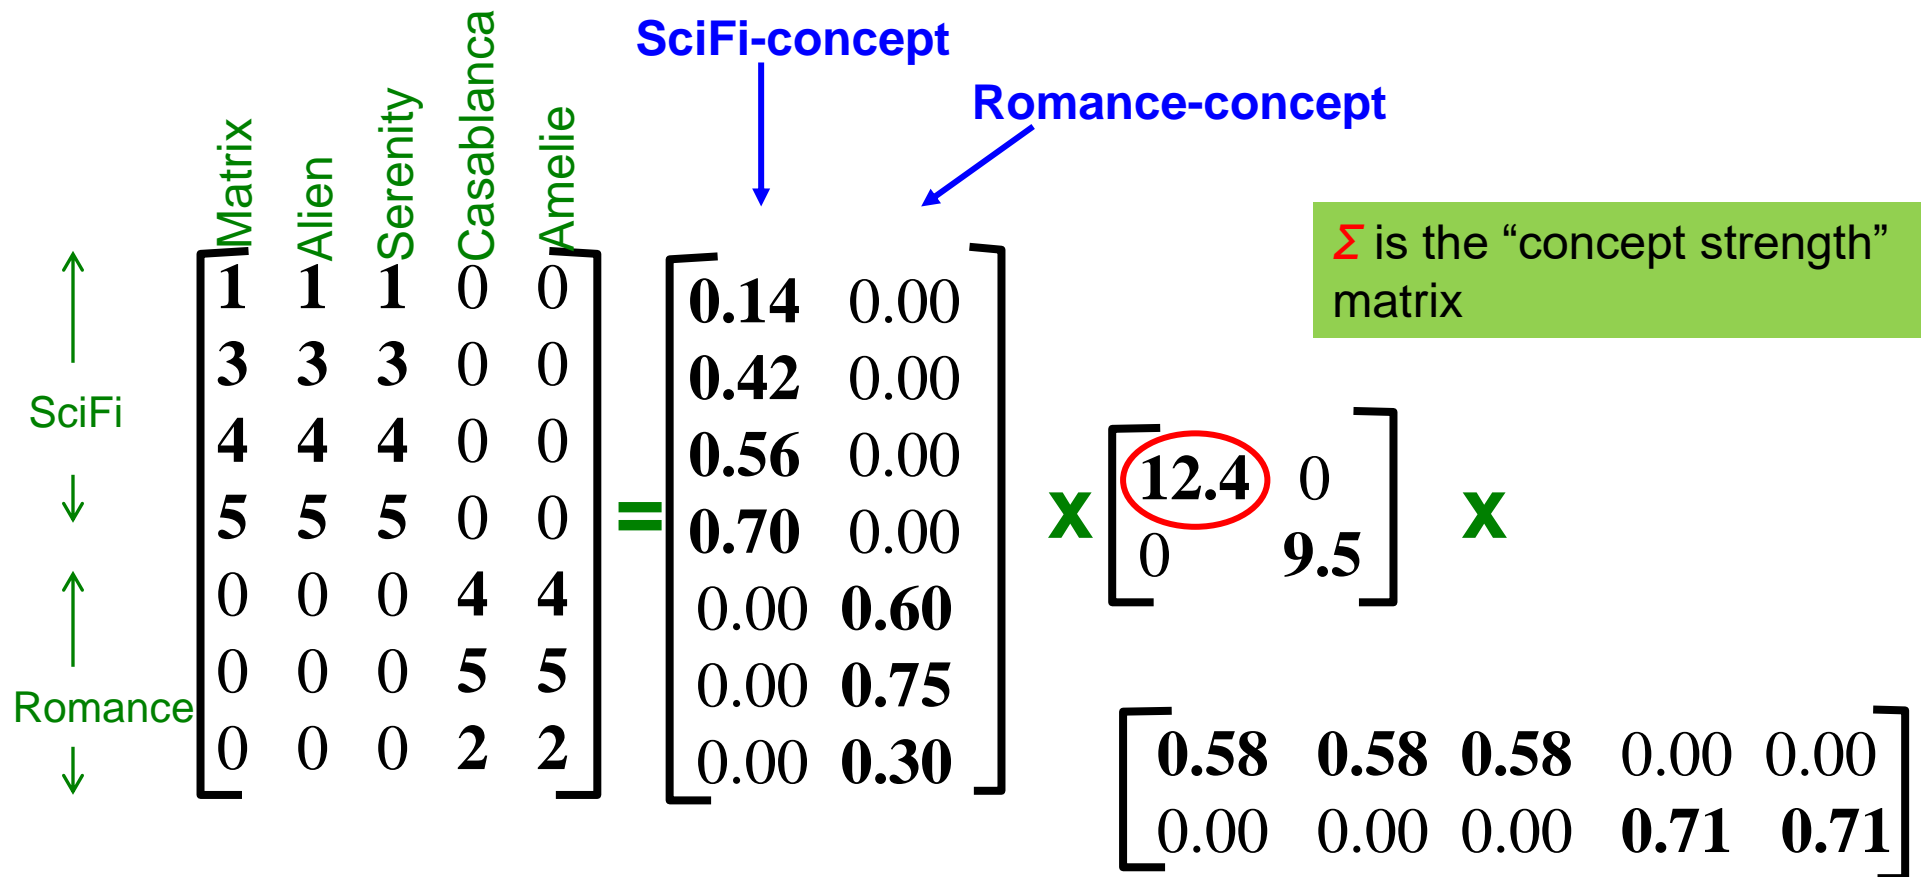 SciFi-concept
Romance-concept
Matrix
Alien
Serenity
Casablanca
Amelie
Σ is the “concept strength”
matrix
SciFi
Romance
1 1 1 0 0
3 3 3 0 0
4 4 4 0 0
5 5 5 0 0
0 0 0 4 4
0 0 0 5 5
0 0 0 2 2
=
0.14 0.00
0.42 0.00
0.56 0.00
0.70 0.00
0.00 0.60
0.00 0.75
0.00 0.30
x
12.4 0
0 9.5
x
0.58 0.58 0.58 0.00 0.00
0.00 0.00 0.00 0.71 0.71